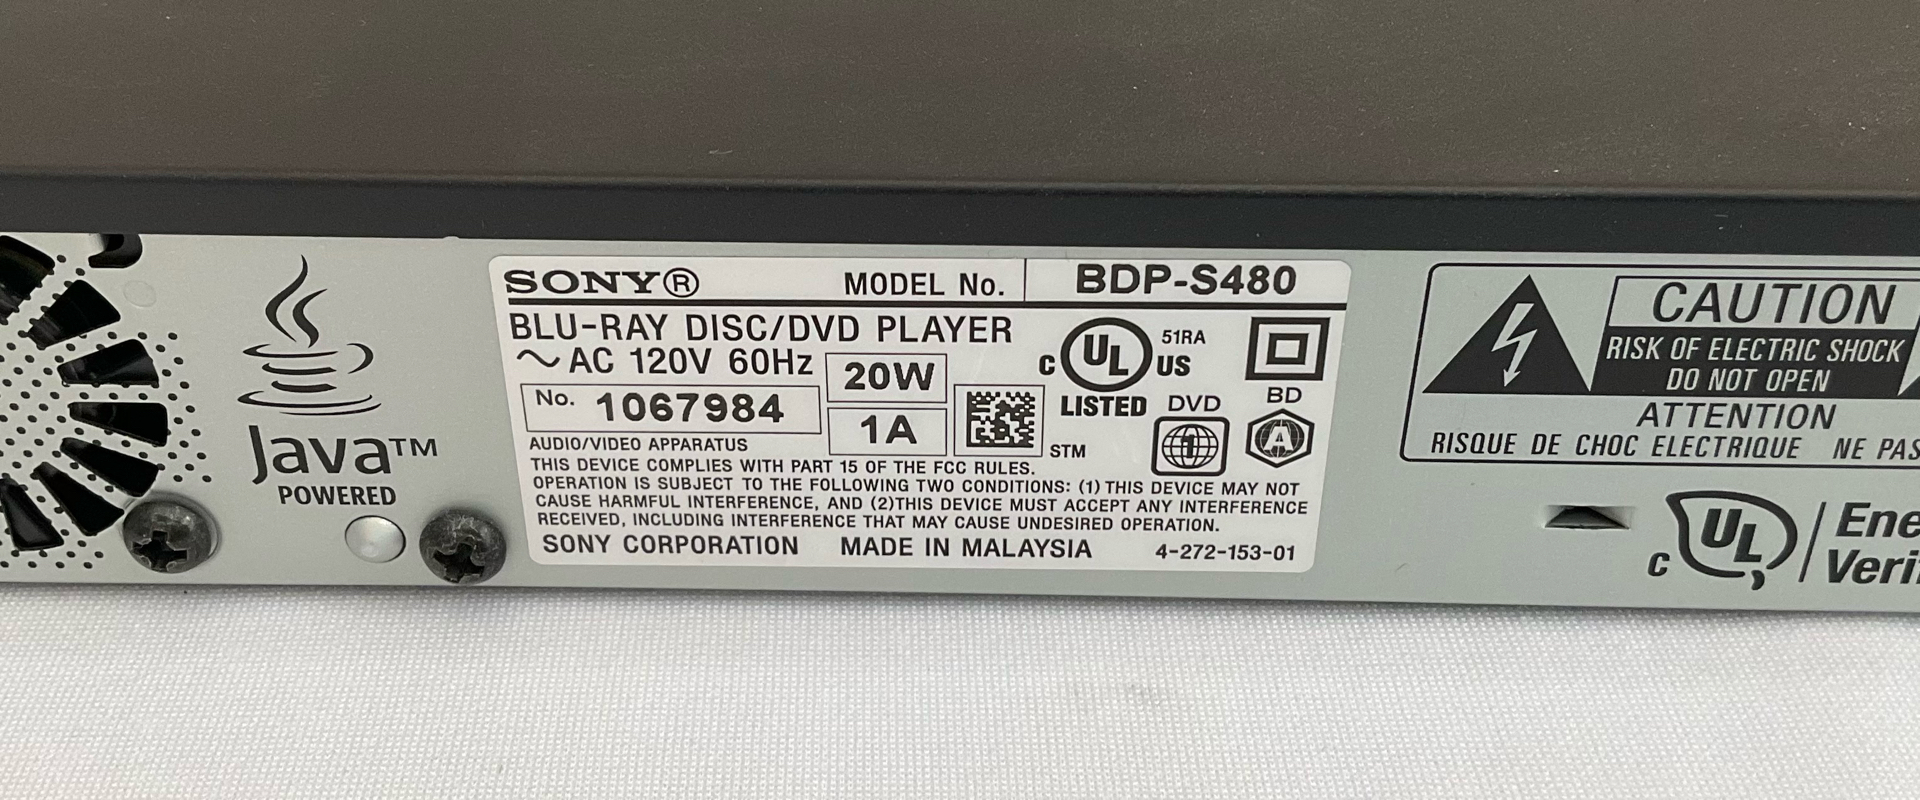 SONY® MODEL No. BDP-S480
BLU-RAY DISC/DVD PLAYER
~ AC 120V 60Hz 20W
No. 1067984 1A
AUDIO/VIDEO APPARATUS
C UL US 51RA
LISTED
DVD
1
BD
A
STM
THIS DEVICE COMPLIES WITH PART 15 OF THE FCC RULES.
OPERATION IS SUBJECT TO THE FOLLOWING TWO CONDITIONS: (1) THIS DEVICE MAY NOT
CAUSE HARMFUL INTERFERENCE, AND (2)THIS DEVICE MUST ACCEPT ANY INTERFERENCE
RECEIVED, INCLUDING INTERFERENCE THAT MAY CAUSE UNDESIRED OPERATION.
SONY CORPORATION MADE IN MALAYSIA 4-272-153-01
Java™
POWERED
CAUTION
RISK OF ELECTRIC SHOCK
DO NOT OPEN
ATTENTION
RISQUE DE CHOC ELECTRIQUE NE PAS
C UL